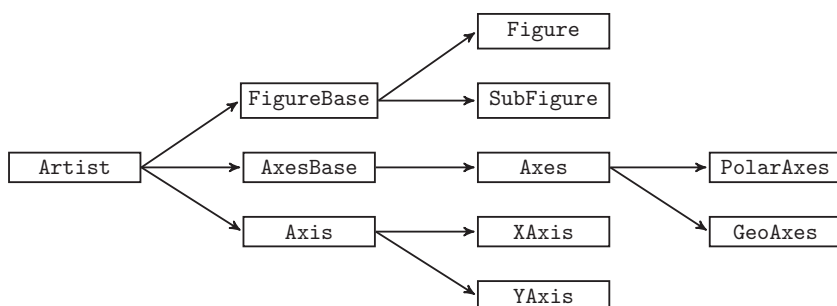 Figure
FigureBase
SubFigure
Artist
AxesBase
Axes
PolarAxes
Axis
XAxis
GeoAxes
YAxis